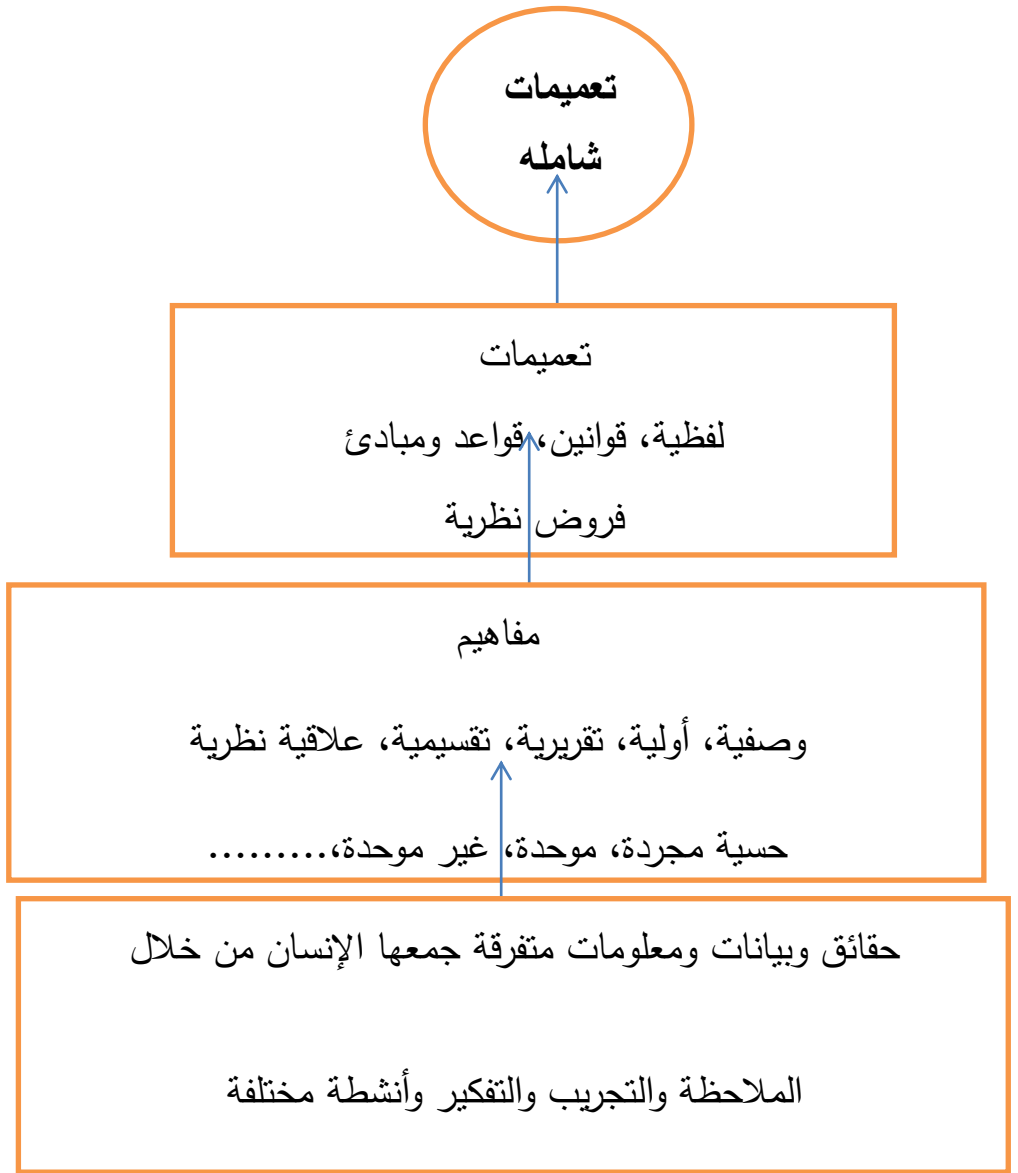 تعميمات
شامله
تعميمات
لفظية، قوانين، قواعد ومبادئ
فروض نظرية
مفاهيم
وصفية، أولية، تقريرية، تقسيمية، علاقية نظرية
حسية مجردة، موحدة، غير موحدة،.........
حقائق وبيانات ومعلومات متفرقة جمعها الإنسان من خلال
الملاحظة والتجريب والتفكير وأنشطة مختلفة